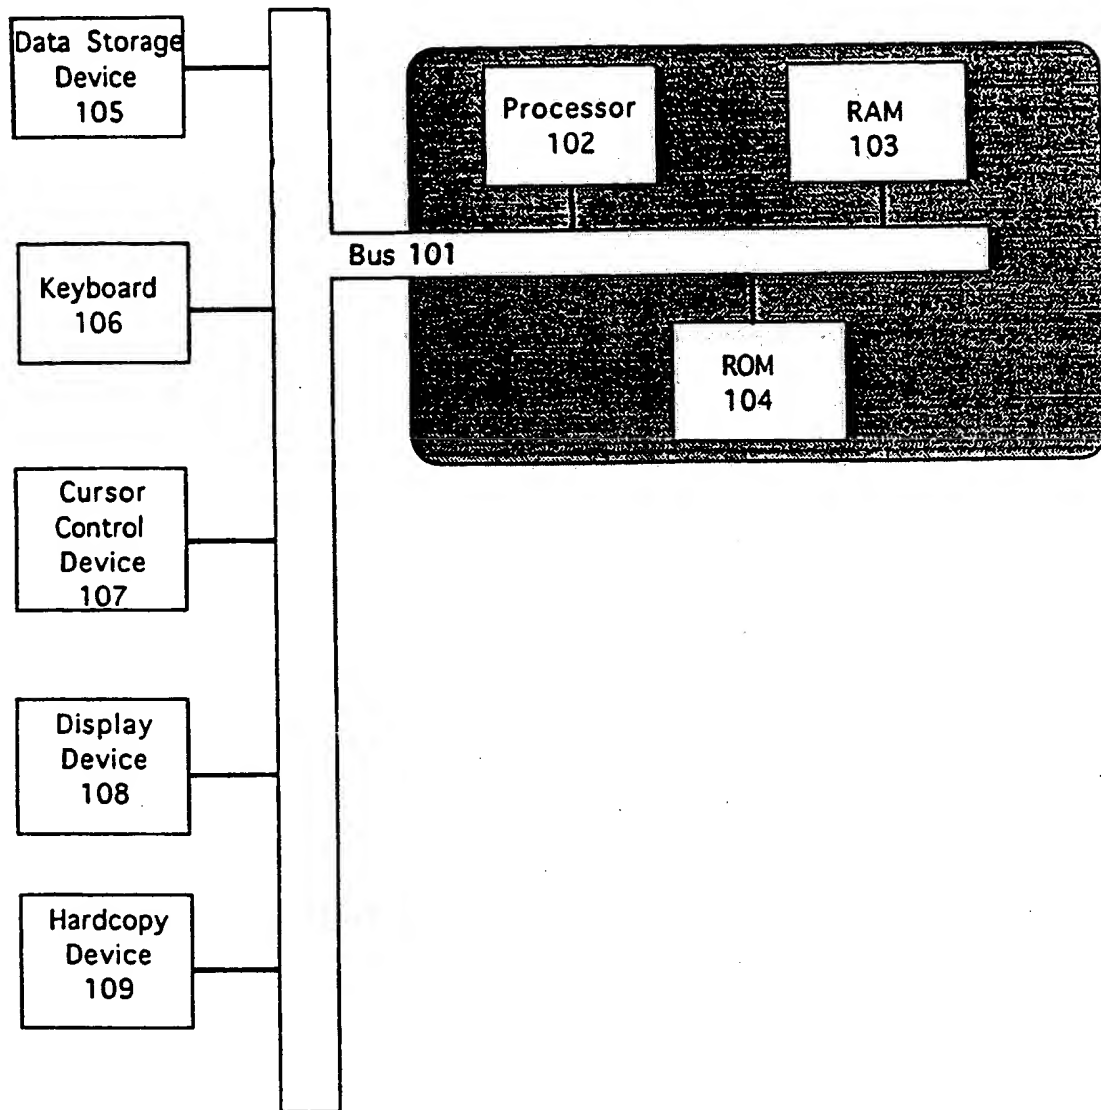 Data Storage
Device
105
Processor
102
RAM
103
Bus 101
Keyboard
106
ROM
104
Cursor
Control
Device
107
Display
Device
108
Hardcopy
Device
109